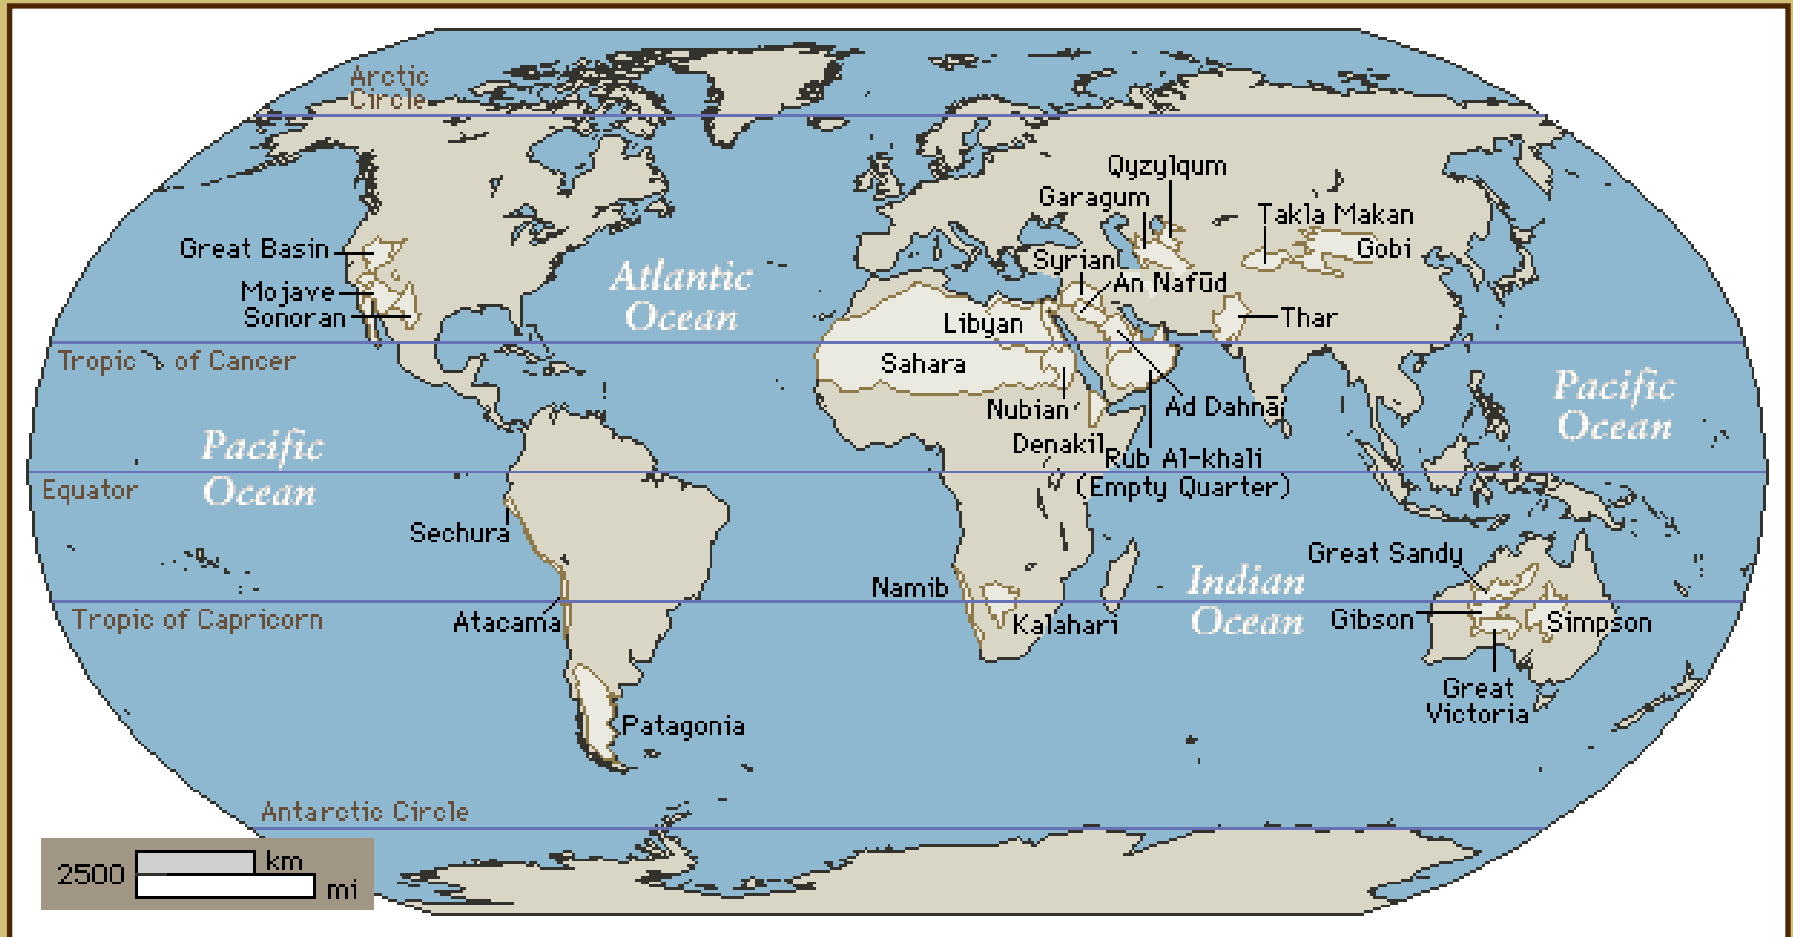 Arctic
Circle
Qyzylqum
Garagum
Takla Makan
Gobi
Great Basin
Syrian
An Nafūd
Atlantic
Ocean
Mojave
Sonoran
Libyan
Thar
Tropic of Cancer
Sahara
Pacific
Ocean
Nubian
Ad Dahnā
Denakil
Pacific
Ocean
Rub Al-khali
(Empty Quarter)
Equator
Sechura
Great Sandy
Namib
Indian
Ocean
Tropic of Capricorn
Atacama
Kalahari
Gibson
Simpson
Great
Victoria
Patagonia
Antarctic Circle
2500
km
mi